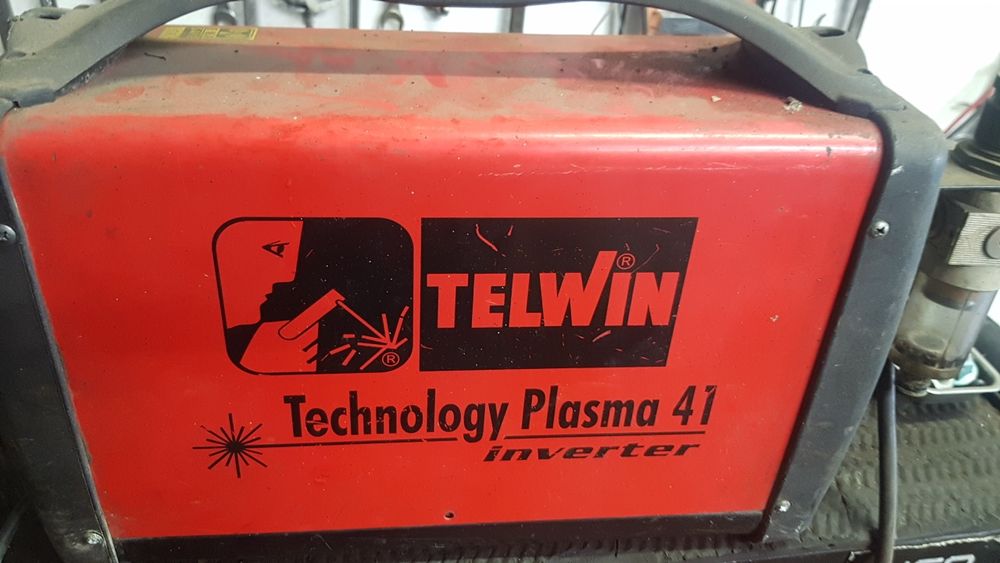 TELWIN ®
®
Technology Plasma 41
inverter